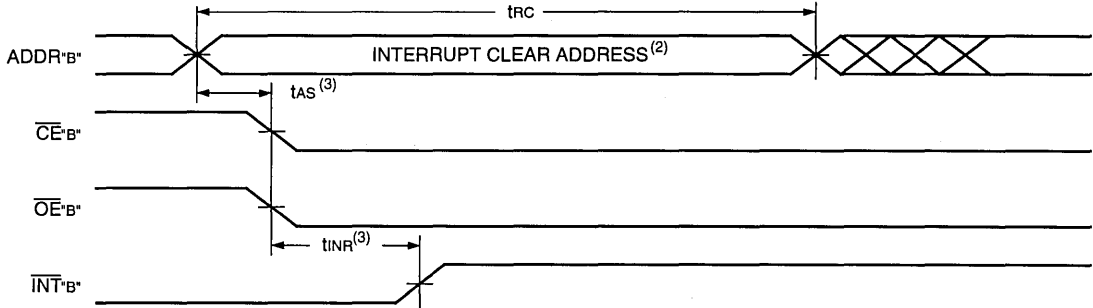 tRC
ADDR"B" INTERRUPT CLEAR ADDRESS(2)
tAS(3)
CE"B"
OE"B"
tINR(3)
INT"B"